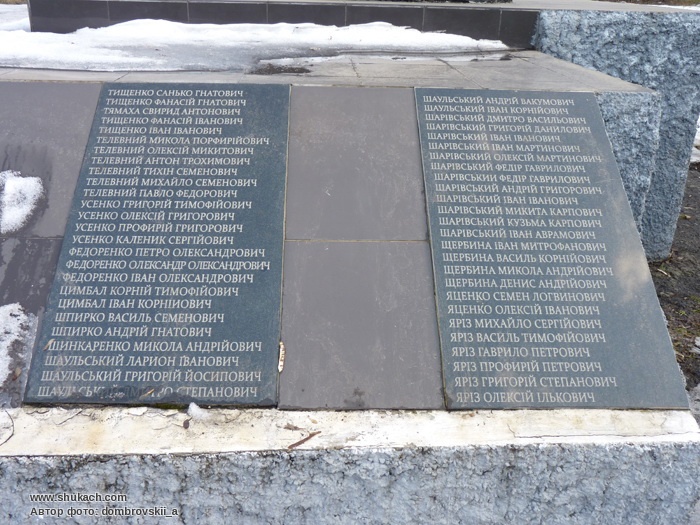 ТИЩЕНКО САНЬКО ГНАТОВИЧ
ТИЩЕНКО ФАНАСІЙ ГНАТОВИЧ
ТЯМАХА СВИРИД АНТОНОВИЧ
ТИЩЕНКО ФАНАСІЙ ІВАНОВИЧ
ТИЩЕНКО ІВАН ІВАНОВИЧ
ТЕЛЕВНИЙ МИКОЛА ПОРФИРІЙОВИЧ
ТЕЛЕВНИЙ ОЛЕКСІЙ МИКИТОВИЧ
ТЕЛЕВНИЙ АНТОН ТРОХИМОВИЧ
ТЕЛЕВНИЙ ТИХІН СЕМЕНОВИЧ
ТЕЛЕВНИЙ МИХАЙЛО СЕМЕНОВИЧ
ТЕЛЕВНИЙ ПАВЛО ФЕДОРОВИЧ
УСЕНКО ГРИГОРІЙ ТИМОФІЙОВИЧ
УСЕНКО ОЛЕКСІЙ ГРИГОРОВИЧ
УСЕНКО ПРОФИРІЙ ГРИГОРОВИЧ
УСЕНКО КАЛЕНИК СЕРГІЙОВИЧ
ФЕДОРЕНКО ПЕТРО ОЛЕКСАНДРОВИЧ
ФЕДОРЕНКО ОЛЕКСАНДР ОЛЕКСАНДРОВИЧ
ФЕДОРЕНКО ІВАН ОЛЕКСАНДРОВИЧ
ЦИМБАЛ КОРНІЙ ТИМОФІЙОВИЧ
ЦИМБАЛ ІВАН КОРНІЙОВИЧ
ШПИРКО ВАСИЛЬ СЕМЕНОВИЧ
ШПИРКО АНДРІЙ ГНАТОВИЧ
ШИНКАРЕНКО МИКОЛА АНДРІЙОВИЧ
ШАУЛЬСЬКИЙ ЛАРИОН ІВАНОВИЧ
ШАУЛЬСЬКИЙ ГРИГОРІЙ ЙОСИПОВИЧ
СТЕПАНОВИЧ
ШАУЛЬСЬКИЙ АНДРІЙ ВАКУМОВИЧ
ШАУЛЬСЬКИЙ ІВАН КОРНІЙОВИЧ
ШАРІВСЬКИЙ ДМИТРО ВАСИЛЬОВИЧ
ШАРІВСЬКИЙ ГРИГОРІЙ ДАНИЛОВИЧ
ШАРІВСЬКИЙ ІВАН ІВАНОВИЧ
ШАРІВСЬКИЙ ІВАН МАРТИНОВИЧ
ШАРІВСЬКИЙ ОЛЕКСІЙ МАРТИНОВИЧ
ШАРІВСЬКИЙ ФЕДІР ГАВРИЛОВИЧ
ШАРІВСЬКИЙ ФЕДІР ГАВРИЛОВИЧ
ШАРІВСЬКИЙ АНДРІЙ ГРИГОРОВИЧ
ШАРІВСЬКИЙ ІВАН ІВАНОВИЧ
ШАРІВСЬКИЙ МИКИТА КАРПОВИЧ
ШАРІВСЬКИЙ КУЗЬМА КАРПОВИЧ
ШАРІВСЬКИЙ ІВАН АВРАМОВИЧ
ЩЕРБИНА ІВАН МИТРОФАНОВИЧ
ЩЕРБИНА ВАСИЛЬ КОРНІЙОВИЧ
ЩЕРБИНА МИКОЛА АНДРІЙОВИЧ
ЩЕРБИНА ДЕНИС АНДРІЙОВИЧ
ЯЦЕНКО СЕМЕН ЛОГВИНОВИЧ
ЯЦЕНКО ОЛЕКСІЙ ІВАНОВИЧ
ЯРІЗ МИХАЙЛО СЕРГІЙОВИЧ
ЯРІЗ ВАСИЛЬ ТИМОФІЙОВИЧ
ЯРІЗ ГАВРИЛО ПЕТРОВИЧ
ЯРІЗ ПРОФИРІЙ ПЕТРОВИЧ
ЯРІЗ ГРИГОРІЙ СТЕПАНОВИЧ
ЯРІЗ ОЛЕКСІЙ ІЛЬКОВИЧ
www.shukach.com
Автор фото: dombrovskii_a